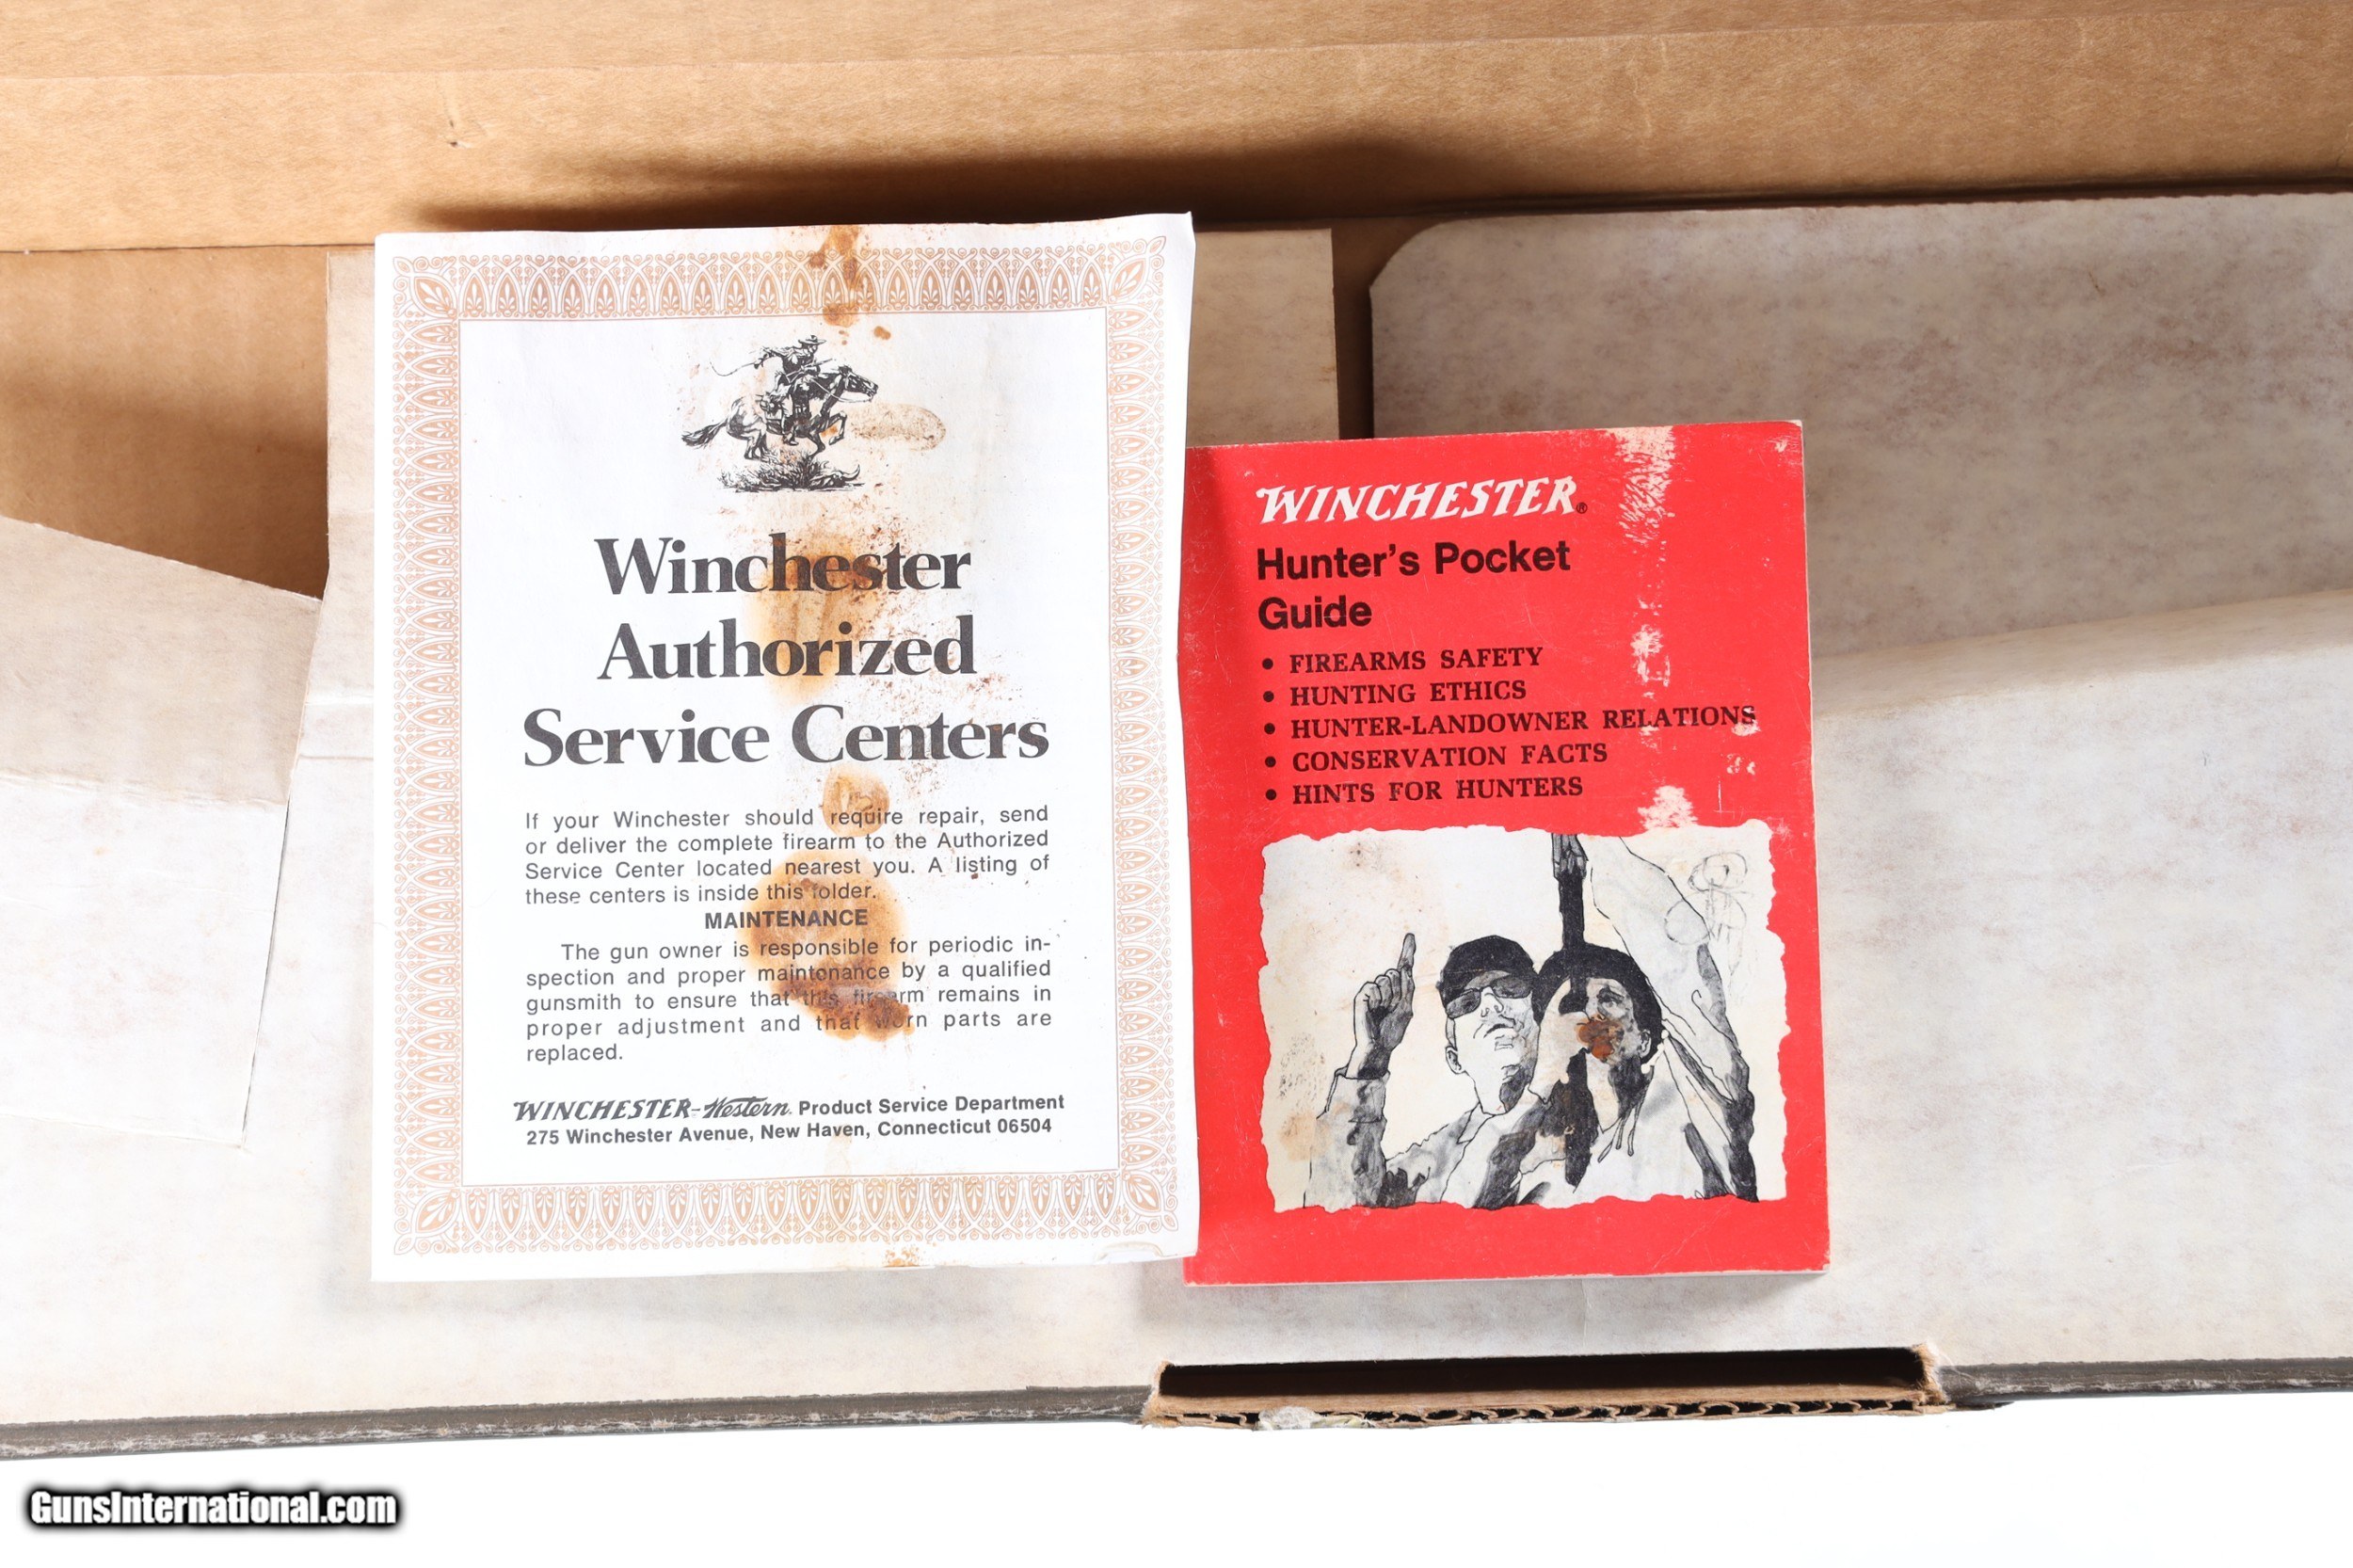 Winchester
Authorized
Service Centers
If your Winchester should require repair, send
or deliver the complete firearm to the Authorized
Service Center located nearest you. A listing of
these centers is inside this folder.
MAINTENANCE
The gun owner is responsible for periodic in-
spection and proper maintenance by a qualified
gunsmith to ensure that this firearm remains in
proper adjustment and that worn parts are
replaced.
WINCHESTER-Western. Product Service Department
275 Winchester Avenue, New Haven, Connecticut 06504
WINCHESTER®
Hunter's Pocket
Guide
• FIREARMS SAFETY
• HUNTING ETHICS
• HUNTER-LANDOWNER RELATIONS
• CONSERVATION FACTS
• HINTS FOR HUNTERS
GunsInternational.com